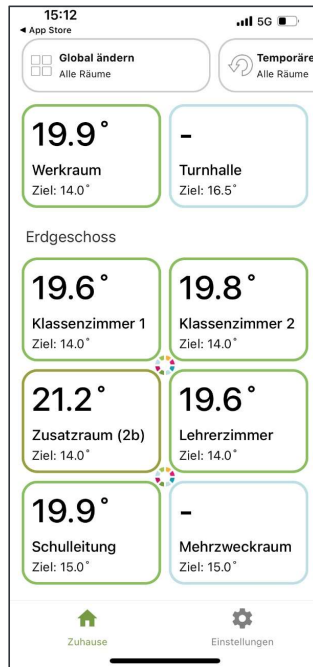 15:12
5G
◀ App Store
Global ändern
Alle Räume
Temporäre
Alle Räume
19.9°
Werkraum
Ziel: 14.0°
-
Turnhalle
Ziel: 16.5°
Erdgeschoss
19.6°
Klassenzimmer 1
Ziel: 14.0°
19.8°
Klassenzimmer 2
Ziel: 14.0°
21.2°
Zusatzraum (2b)
Ziel: 14.0°
19.6°
Lehrerzimmer
Ziel: 14.0°
19.9°
Schulleitung
Ziel: 15.0°
-
Mehrzweckraum
Ziel: 15.0°
Zuhause
Einstellungen